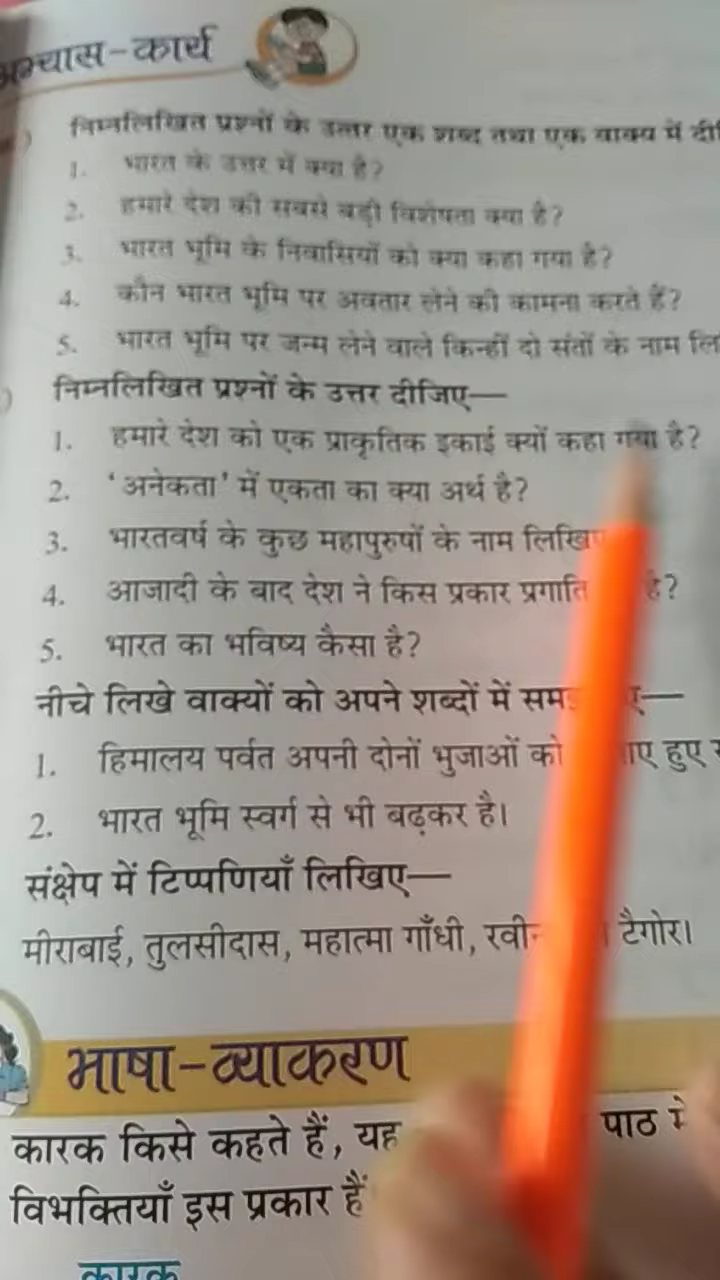 अभ्यास-कार्य
निम्नलिखित प्रश्नों के उत्तर एक शब्द तथा एक वाक्य में
1. भारत के उत्तर में क्या है?
2. हमारे देश की सबसे बड़ी विशेषता क्या है?
3. भारत भूमि के निवासियों को क्या कहा गया है?
4. कौन भारत भूमि पर अवतार लेने की कामना करते हैं?
5. भारत भूमि पर जन्म लेने वाले किन्हीं दो संतों के नाम
निम्नलिखित प्रश्नों के उत्तर दीजिए—
1. हमारे देश को एक प्राकृतिक इकाई क्यों कहा गया है?
2. 'अनेकता' में एकता का क्या अर्थ है?
3. भारतवर्ष के कुछ महापुरुषों के नाम
4. आजादी के बाद देश ने किस प्रकार है?
5. भारत का भविष्य कैसा है?
नीचे लिखे वाक्यों को अपने शब्दों में
1. हिमालय पर्वत अपनी दोनों भुजाओं को हुए
2. भारत भूमि स्वर्ग से भी बढ़कर है।
संक्षेप में टिप्पणियाँ लिखिए—
मीराबाई, तुलसीदास, महात्मा गाँधी, टैगोर।
भाषा-व्याकरण
कारक किसे कहते हैं, यह पाठ में
विभक्तियाँ इस प्रकार हैं
कारक